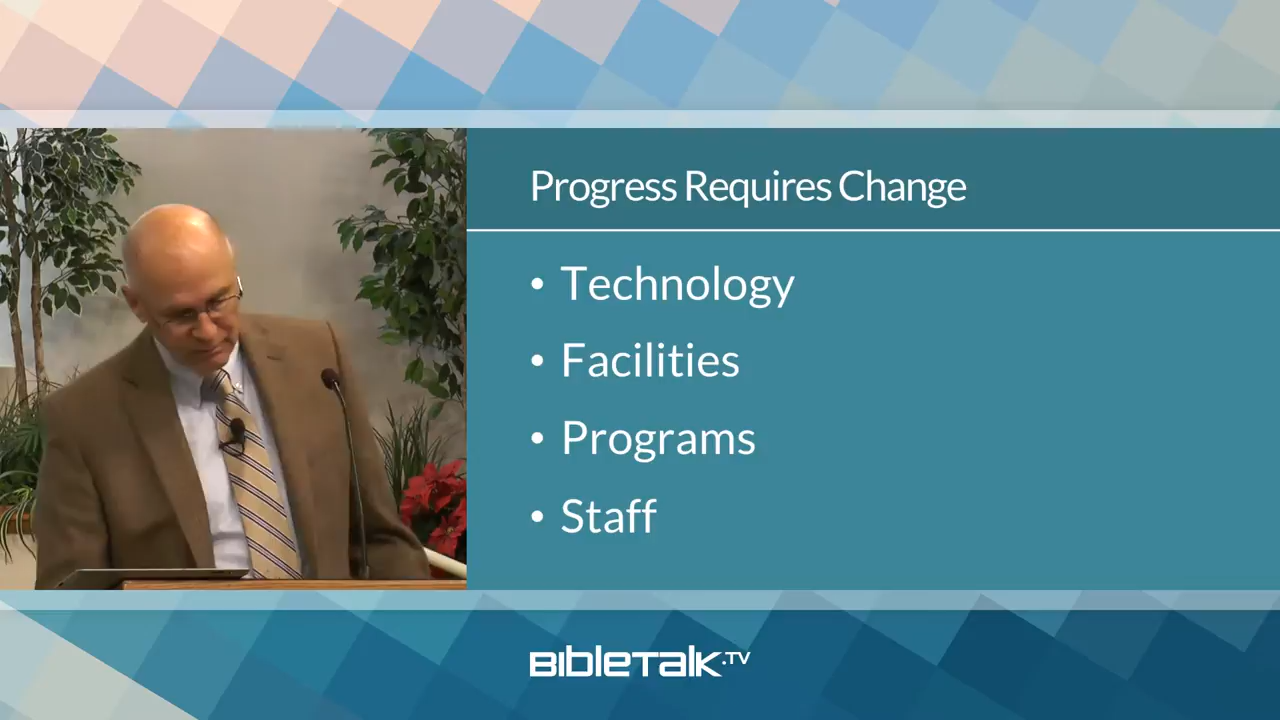 Progress Requires Change
• Technology
• Facilities
• Programs
• Staff
BibleTalk.TV